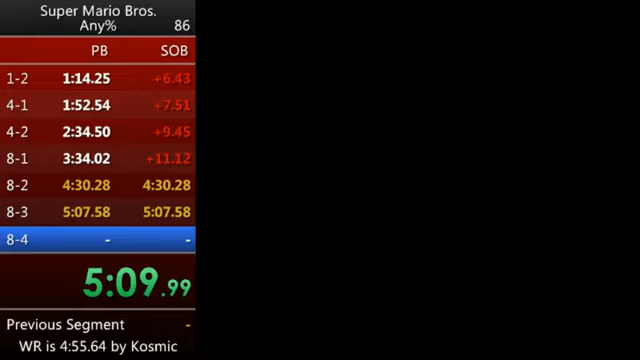 Super Mario Bros.
Any% 86
PB SOB
1-2 1:14.25 +6.43
4-1 1:52.54 +7.51
4-2 2:34.50 +9.45
8-1 3:34.02 +11.12
8-2 4:30.28 4:30.28
8-3 5:07.58 5:07.58
8-4 - -
5:09.99
Previous Segment -
WR is 4:55.64 by Kosmic